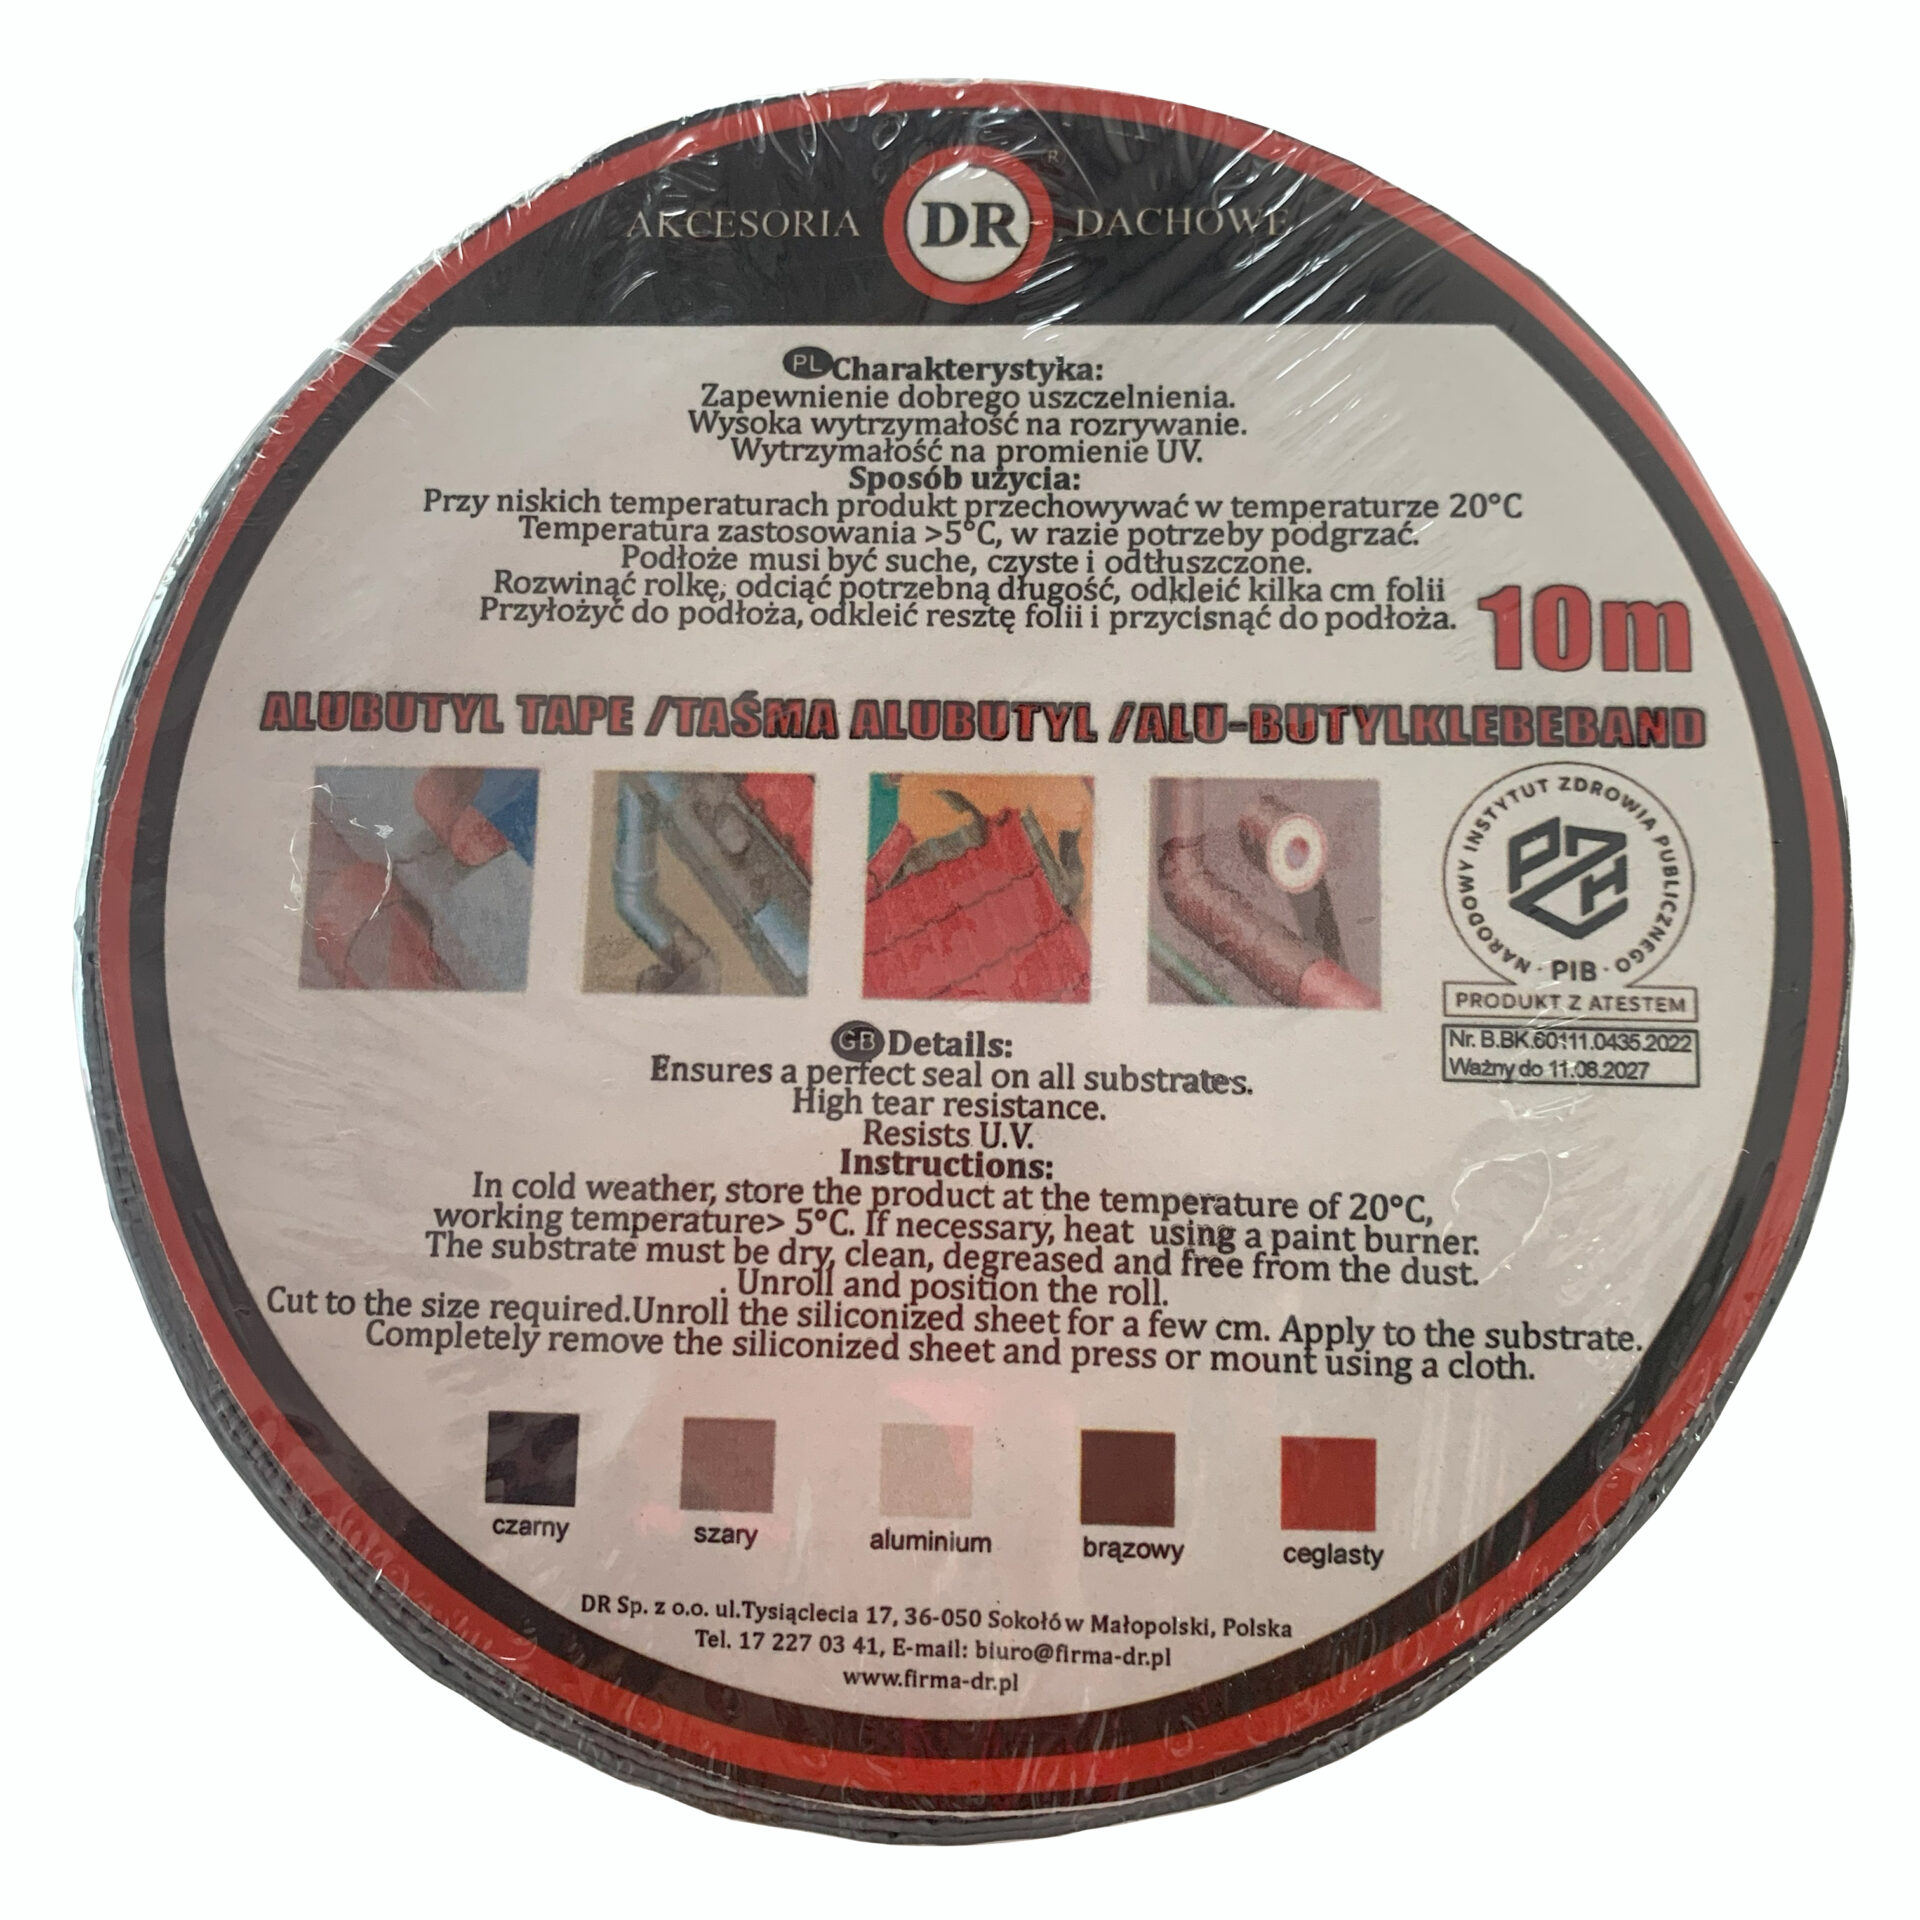 AKCESORIA DR ® DACHOWE
PL Charakterystyka:
Zapewnienie dobrego uszczelnienia.
Wysoka wytrzymałość na rozrywanie.
Wytrzymałość na promienie UV.
Sposób użycia:
Przy niskich temperaturach produkt przechowywać w temperaturze 20°C
Temperatura zastosowania >5°C, w razie potrzeby podgrzać.
Podłoże musi być suche, czyste i odtłuszczone.
Rozwinąć rolkę, odciąć potrzebną długość, odkleić kilka cm folii
Przyłożyć do podłoża, odkleić resztę folii i przycisnąć do podłoża.
10m
ALUBUTYL TAPE /TAŚMA ALUBUTYL /ALU-BUTYLKLEBEBAND
NARODOWY INSTYTUT ZDROWIA PUBLICZNEGO · PIB ·
PZH
PRODUKT Z ATESTEM
Nr. B.BK.60111.0435.2022
Ważny do 11.08.2027
GB Details:
Ensures a perfect seal on all substrates.
High tear resistance.
Resists U.V.
Instructions:
In cold weather, store the product at the temperature of 20°C,
working temperature> 5°C. If necessary, heat using a paint burner.
The substrate must be dry, clean, degreased and free from the dust.
. Unroll and position the roll.
Cut to the size required.Unroll the siliconized sheet for a few cm. Apply to the substrate.
Completely remove the siliconized sheet and press or mount using a cloth.
czarny szary aluminium brązowy ceglasty
DR Sp. z o.o. ul.Tysiąclecia 17, 36-050 Sokołów Małopolski, Polska
Tel. 17 227 03 41, E-mail: biuro@firma-dr.pl
www.firma-dr.pl